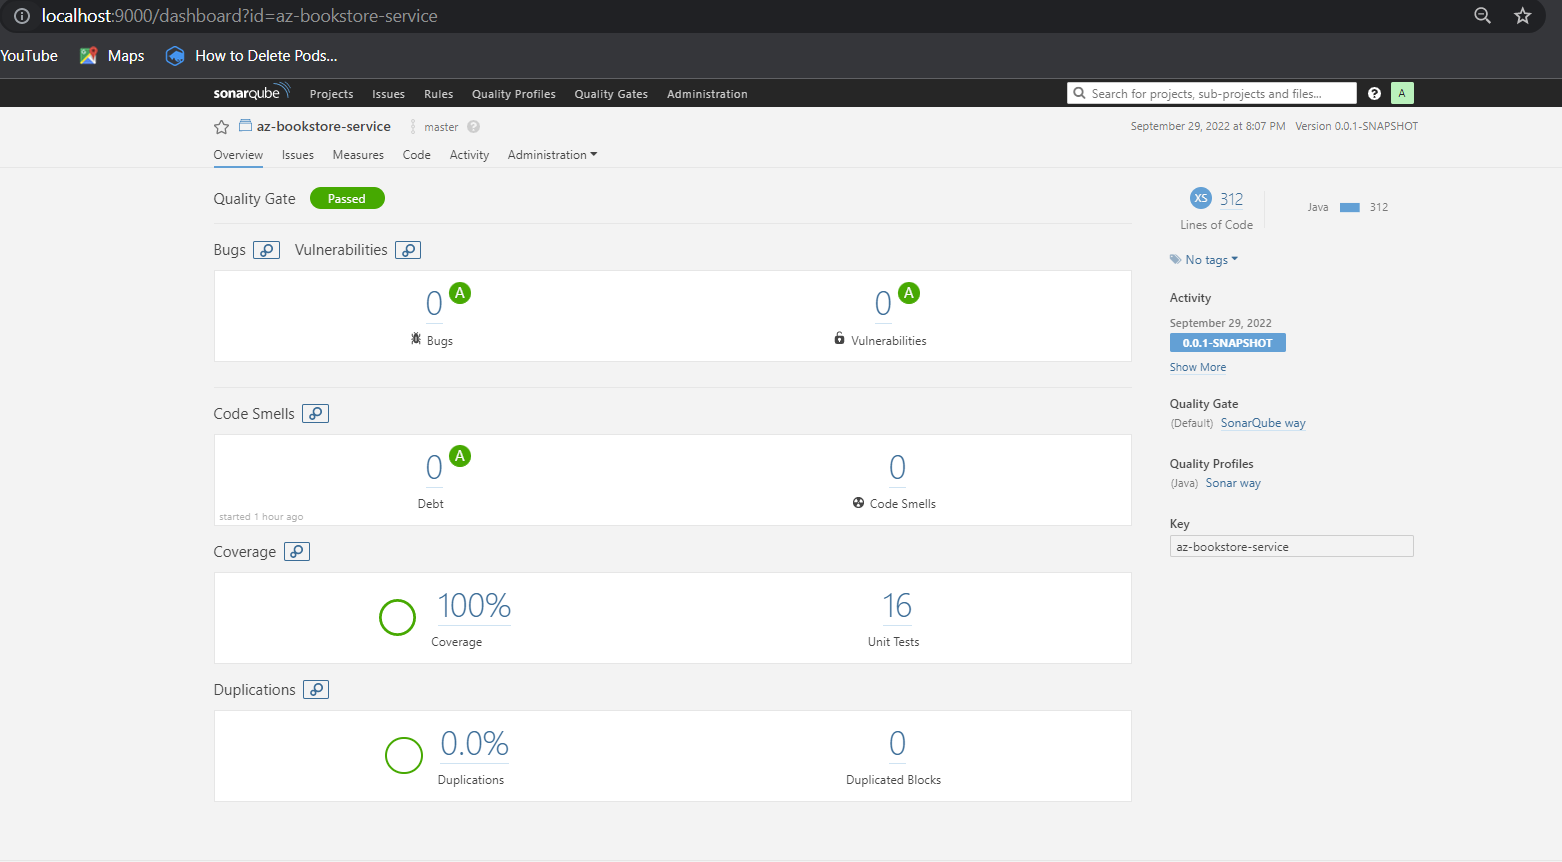 localhost:9000/dashboard?id=az-bookstore-service
YouTube Maps How to Delete Pods...
sonarqube Projects Issues Rules Quality Profiles Quality Gates Administration Search for projects, sub-projects and files... ? A
az-bookstore-service master ? September 29, 2022 at 8:07 PM Version 0.0.1-SNAPSHOT
Overview Issues Measures Code Activity Administration
Quality Gate Passed
Bugs Vulnerabilities
0 A 0 A
Bugs Vulnerabilities
Code Smells
0 A 0
Debt Code Smells
started 1 hour ago
Coverage
100% 16
Coverage Unit Tests
Duplications
0.0% 0
Duplications Duplicated Blocks
XS 312 Java 312
Lines of Code
No tags
Activity
September 29, 2022
0.0.1-SNAPSHOT
Show More
Quality Gate
(Default) SonarQube way
Quality Profiles
(Java) Sonar way
Key
az-bookstore-service